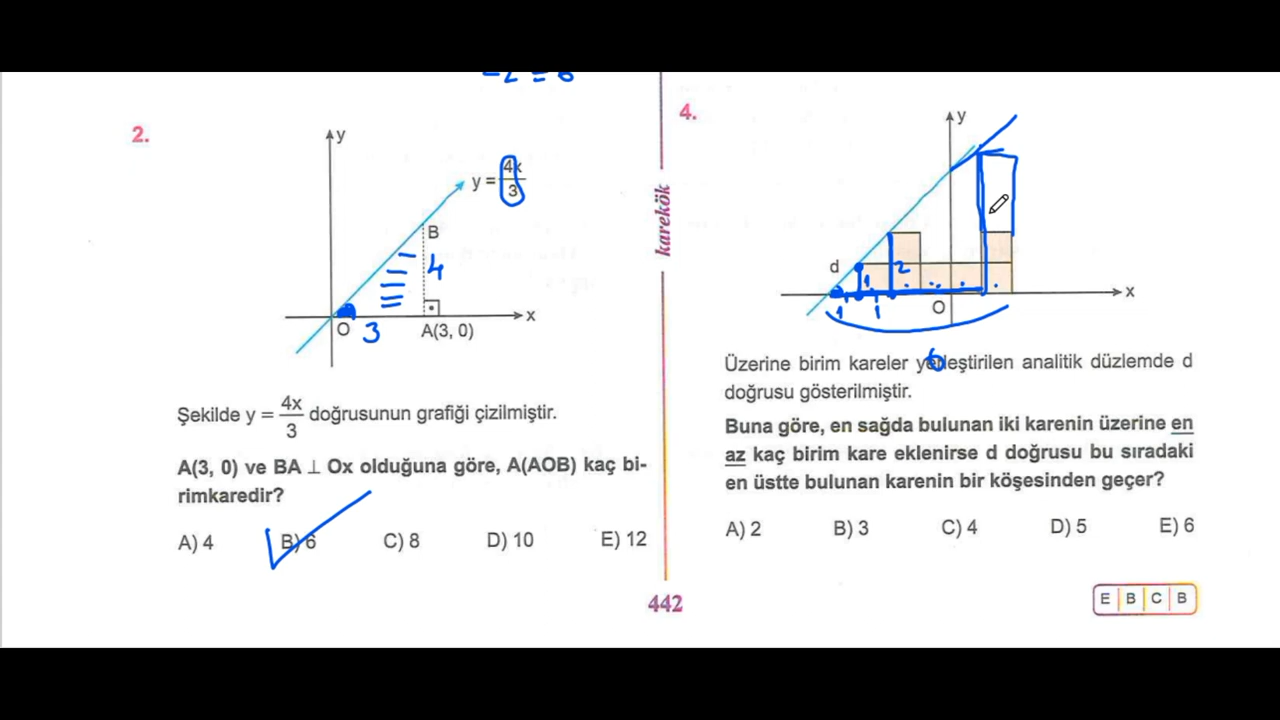 -2 = 6
2.
y
y = 4x/3
B
4
O
3
A(3, 0)
x
Şekilde y = 4x/3 doğrusunun grafiği çizilmiştir.
A(3, 0) ve BA ⊥ Ox olduğuna göre, A(AOB) kaç bi-
rimkaredir?
A) 4 B) 6 C) 8 D) 10 E) 12
karekök
442
4.
y
d
2
1
x
1
1
O
6
Üzerine birim kareler yerleştirilen analitik düzlemde d
doğrusu gösterilmiştir.
Buna göre, en sağda bulunan iki karenin üzerine en
az kaç birim kare eklenirse d doğrusu bu sıradaki
en üstte bulunan karenin bir köşesinden geçer?
A) 2 B) 3 C) 4 D) 5 E) 6
E B C B